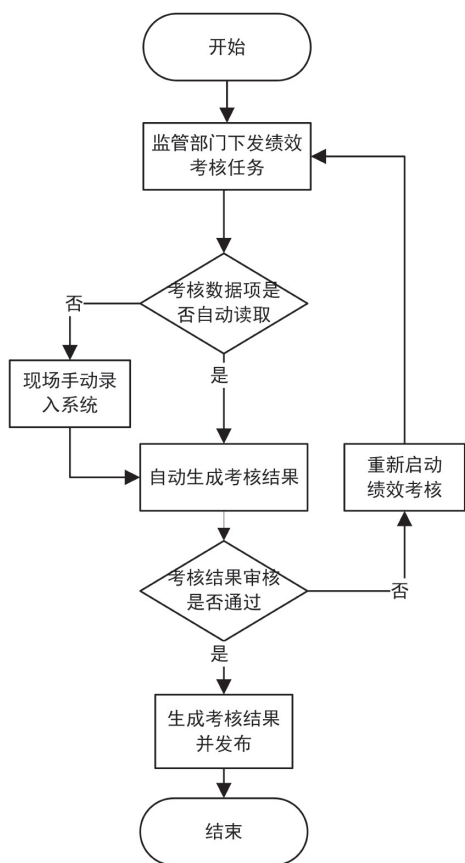 开始
监管部门下发绩效
考核任务
考核数据项是
否自动读取
否
是
现场手动录
入系统
自动生成考核结果
重新启动
绩效考核
考核结果审核
是否通过
否
是
生成考核结果
并发布
结束